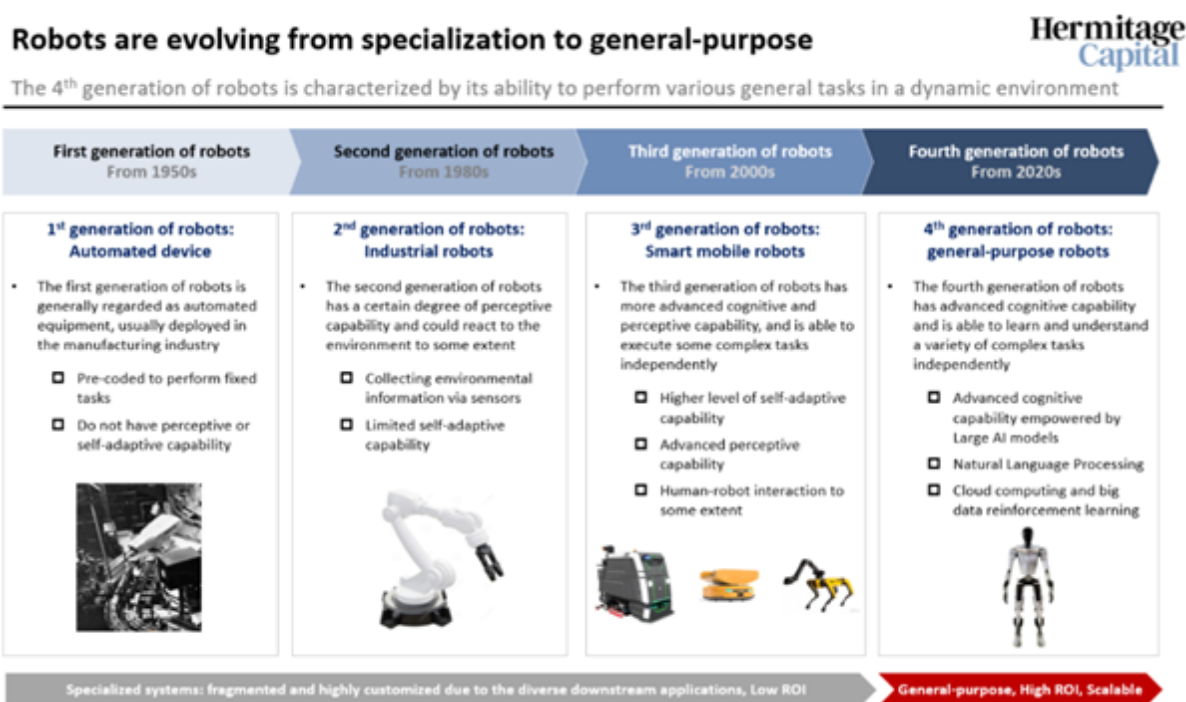 Robots are evolving from specialization to general-purpose
Hermitage
Capital
The 4th generation of robots is characterized by its ability to perform various general tasks in a dynamic environment
First generation of robots
From 1950s
Second generation of robots
From 1980s
Third generation of robots
From 2000s
Fourth generation of robots
From 2020s
1st generation of robots:
Automated device
• The first generation of robots is
generally regarded as automated
equipment, usually deployed in
the manufacturing industry
Pre-coded to perform fixed
tasks
Do not have perceptive or
self-adaptive capability
2nd generation of robots:
Industrial robots
• The second generation of robots
has a certain degree of perceptive
capability and could react to the
environment to some extent
Collecting environmental
information via sensors
Limited self-adaptive
capability
3rd generation of robots:
Smart mobile robots
• The third generation of robots has
more advanced cognitive and
perceptive capability, and is able to
execute some complex tasks
independently
Higher level of self-adaptive
capability
Advanced perceptive
capability
Human-robot interaction to
some extent
4th generation of robots:
general-purpose robots
• The fourth generation of robots
has advanced cognitive capability
and is able to learn and understand
a variety of complex tasks
independently
Advanced cognitive
capability empowered by
Large AI models
Natural Language Processing
Cloud computing and big
data reinforcement learning
Specialized systems: fragmented and highly customized due to the diverse downstream applications, Low ROI
General-purpose, High ROI, Scalable